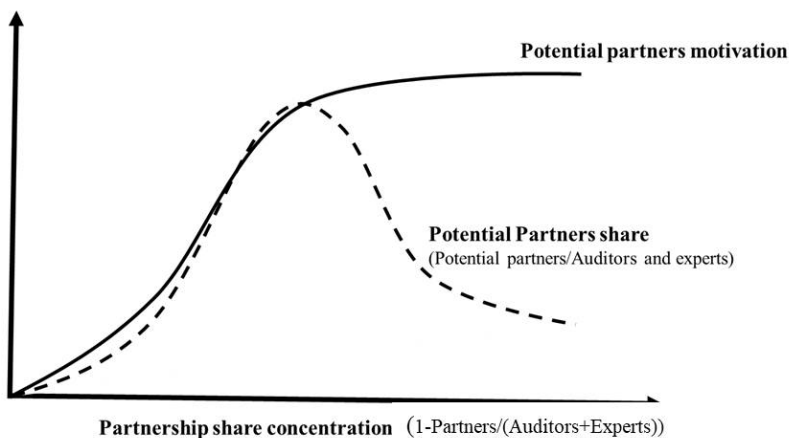 Potential partners motivation
Potential Partners share
(Potential partners/Auditors and experts)
Partnership share concentration (1-Partners/(Auditors+Experts))